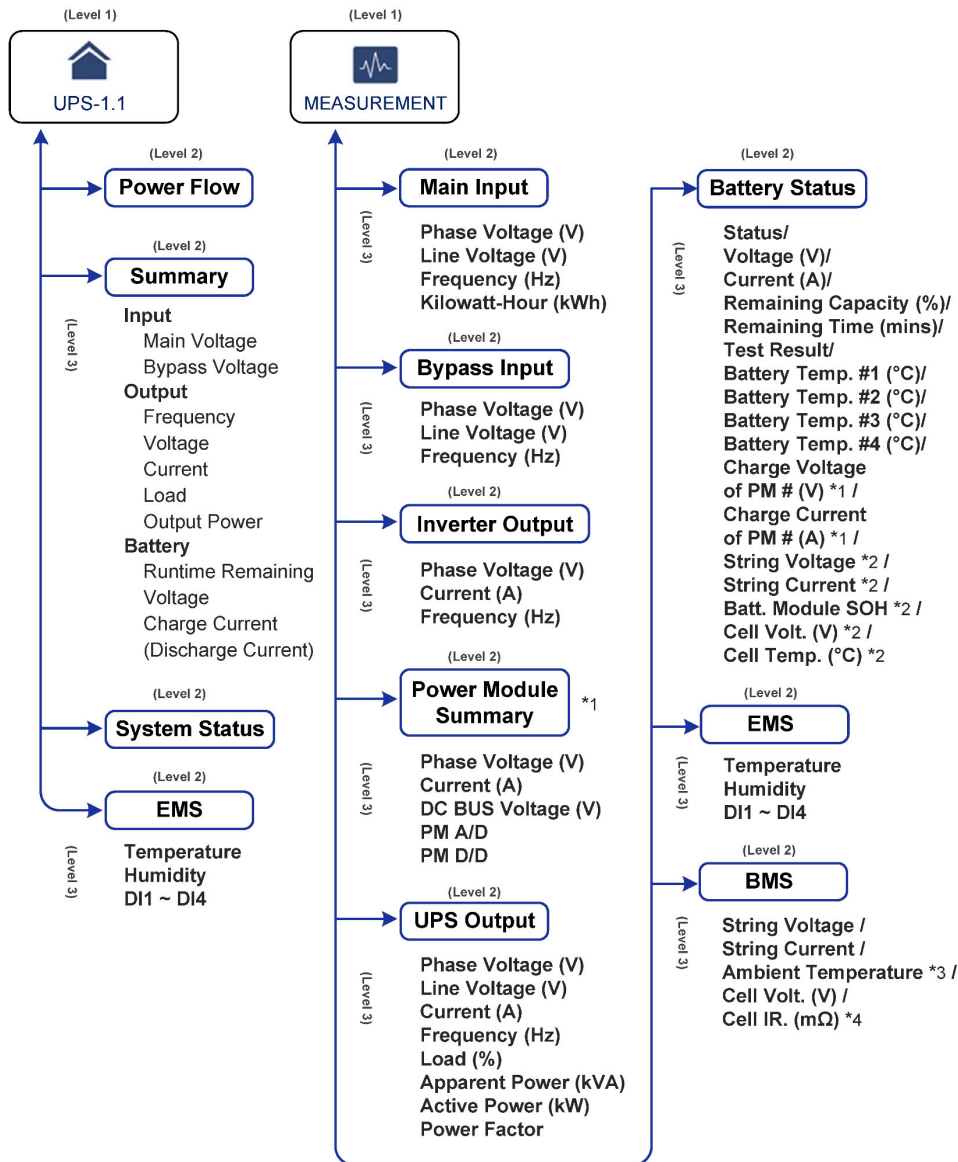 (Level 1)
UPS-1.1
(Level 2)
Power Flow
(Level 2)
Summary
(Level 3)
Input
Main Voltage
Bypass Voltage
Output
Frequency
Voltage
Current
Load
Output Power
Battery
Runtime Remaining
Voltage
Charge Current
(Discharge Current)
(Level 2)
System Status
(Level 2)
EMS
(Level 3)
Temperature
Humidity
DI1 ~ DI4
(Level 1)
MEASUREMENT
(Level 2)
Main Input
(Level 3)
Phase Voltage (V)
Line Voltage (V)
Frequency (Hz)
Kilowatt-Hour (kWh)
(Level 2)
Bypass Input
(Level 3)
Phase Voltage (V)
Line Voltage (V)
Frequency (Hz)
(Level 2)
Inverter Output
(Level 3)
Phase Voltage (V)
Current (A)
Frequency (Hz)
(Level 2)
Power Module
Summary *1
(Level 3)
Phase Voltage (V)
Current (A)
DC BUS Voltage (V)
PM A/D
PM D/D
(Level 2)
UPS Output
(Level 3)
Phase Voltage (V)
Line Voltage (V)
Current (A)
Frequency (Hz)
Load (%)
Apparent Power (kVA)
Active Power (kW)
Power Factor
(Level 2)
Battery Status
(Level 3)
Status/
Voltage (V)/
Current (A)/
Remaining Capacity (%)/
Remaining Time (mins)/
Test Result/
Battery Temp. #1 (°C)/
Battery Temp. #2 (°C)/
Battery Temp. #3 (°C)/
Battery Temp. #4 (°C)/
Charge Voltage
of PM # (V) *1 /
Charge Current
of PM # (A) *1 /
String Voltage *2 /
String Current *2 /
Batt. Module SOH *2 /
Cell Volt. (V) *2 /
Cell Temp. (°C) *2
(Level 2)
EMS
(Level 3)
Temperature
Humidity
DI1 ~ DI4
(Level 2)
BMS
(Level 3)
String Voltage /
String Current /
Ambient Temperature *3 /
Cell Volt. (V) /
Cell IR. (mΩ) *4